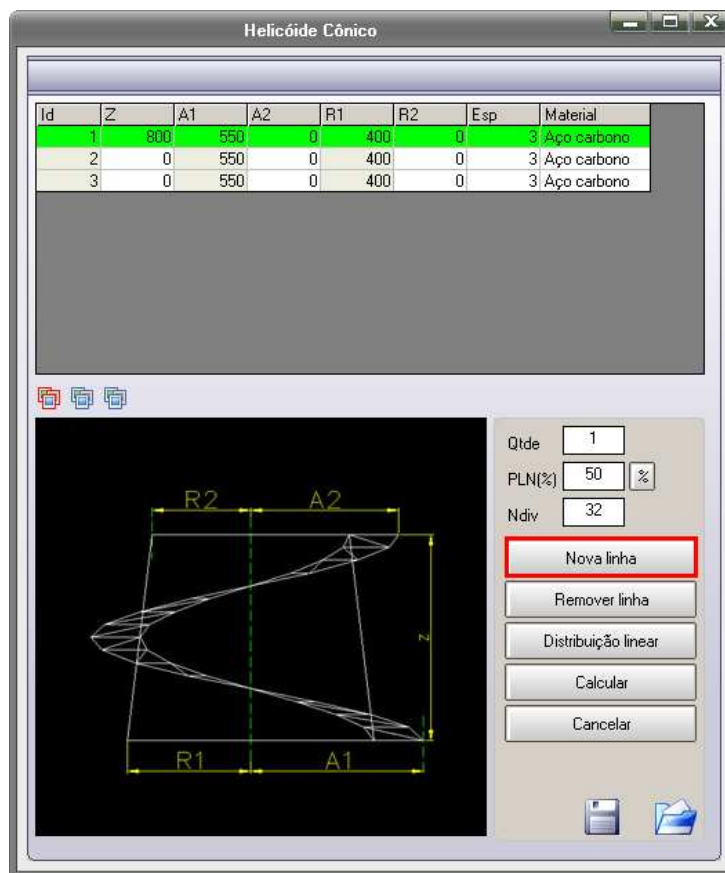 Helicóide Cônico
Id Z A1 A2 R1 R2 Esp Material
1 800 550 0 400 0 3 Aço carbono
2 0 550 0 400 0 3 Aço carbono
3 0 550 0 400 0 3 Aço carbono
Qtde 1
PLN(%) 50 %
Ndiv 32
R2 A2
z
R1 A1
Nova linha
Remover linha
Distribuição linear
Calcular
Cancelar